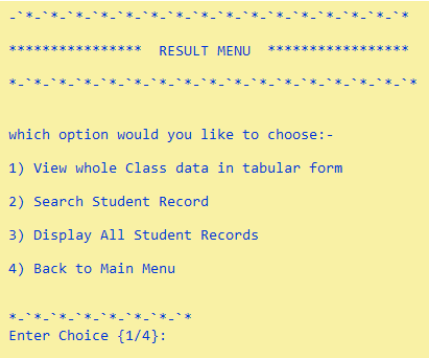 -`*-`*-`*-`*-`*-`*-`*-`*-`*-`*-`*-`*-`*-`*-`*-`*
**************** RESULT MENU *****************
*-`*-`*-`*-`*-`*-`*-`*-`*-`*-`*-`*-`*-`*-`*-`*-`*
which option would you like to choose:-
1) View whole Class data in tabular form
2) Search Student Record
3) Display All Student Records
4) Back to Main Menu
*-`*-`*-`*-`*-`*-`*-`*
Enter Choice {1/4}: